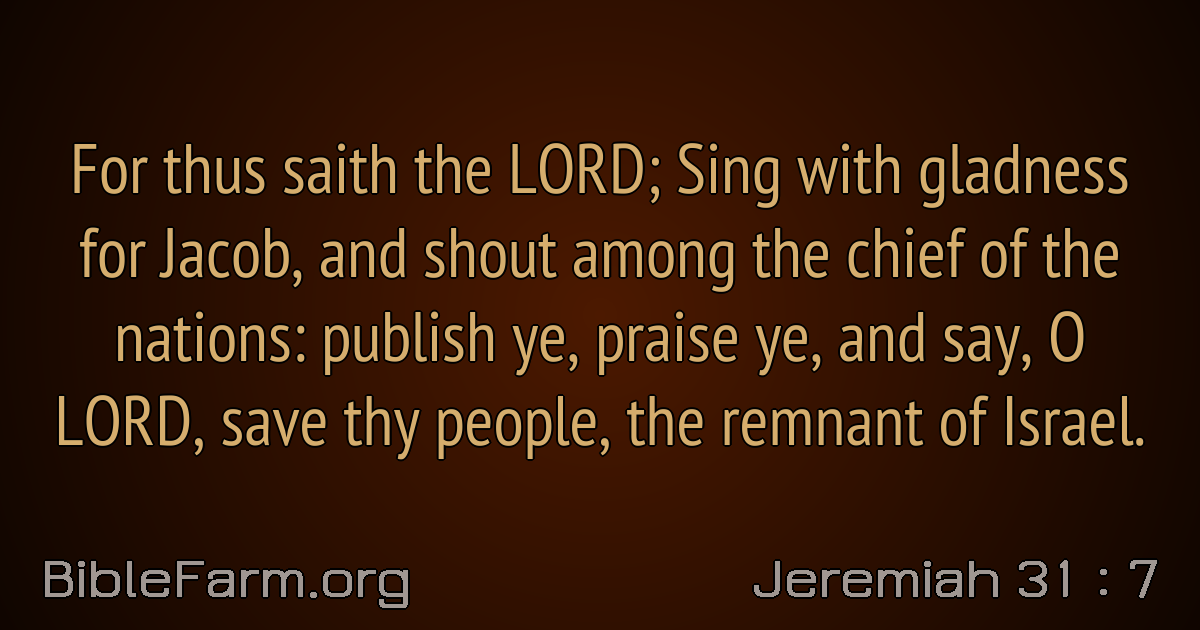 For thus saith the LORD; Sing with gladness
for Jacob, and shout among the chief of the
nations: publish ye, praise ye, and say, O
LORD, save thy people, the remnant of Israel.
BibleFarm.org
Jeremiah 31 : 7